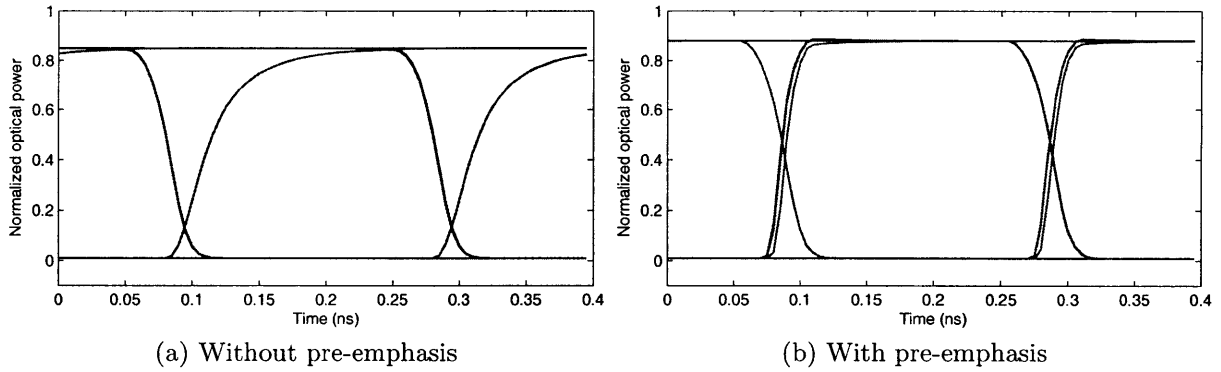 1
0.8
0.6
0.4
0.2
0
Normalized optical power
0 0.05 0.1 0.15 0.2 0.25 0.3 0.35 0.4
Time (ns)
(a) Without pre-emphasis
1
0.8
0.6
0.4
0.2
0
Normalized optical power
0 0.05 0.1 0.15 0.2 0.25 0.3 0.35 0.4
Time (ns)
(b) With pre-emphasis